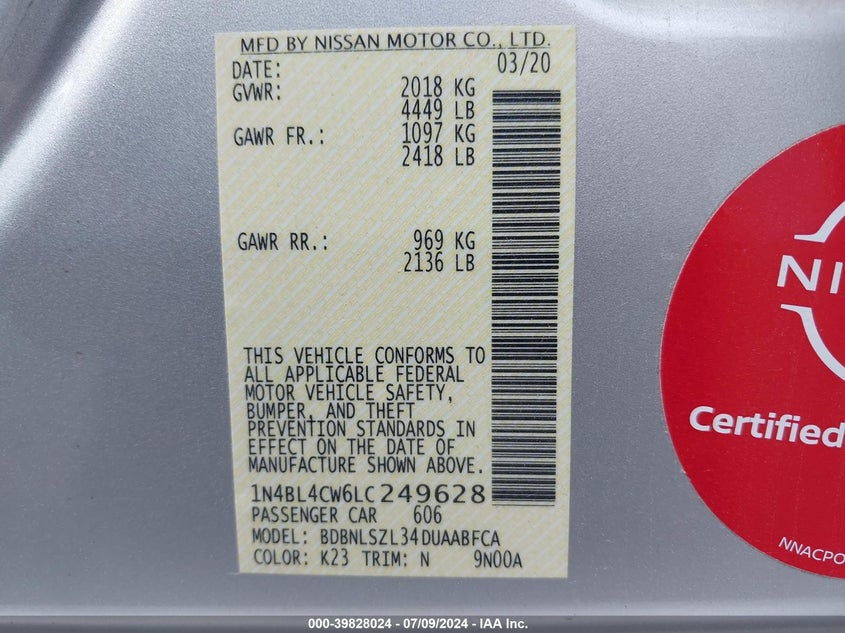 MFD BY NISSAN MOTOR CO., LTD.
DATE: 03/20
GVWR: 2018 KG
4449 LB
GAWR FR.: 1097 KG
2418 LB
GAWR RR.: 969 KG
2136 LB
THIS VEHICLE CONFORMS TO
ALL APPLICABLE FEDERAL
MOTOR VEHICLE SAFETY,
BUMPER, AND THEFT
PREVENTION STANDARDS IN
EFFECT ON THE DATE OF
MANUFACTURE SHOWN ABOVE.
1N4BL4CW6LC249628
PASSENGER CAR 606
MODEL: BDBNLSZL34DUAABFCA
COLOR: K23 TRIM: N 9N00A
NI
Certified
NNACPO
000-39828024 - 07/09/2024 - IAA Inc.